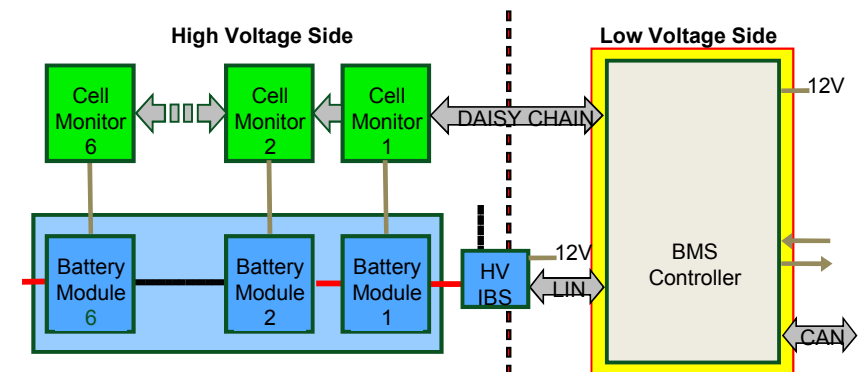 High Voltage Side
Low Voltage Side
Cell
Monitor
6
Cell
Monitor
2
Cell
Monitor
1
DAISY CHAIN
12V
Battery
Module
6
Battery
Module
2
Battery
Module
1
HV
IBS
12V
LIN
BMS
Controller
CAN